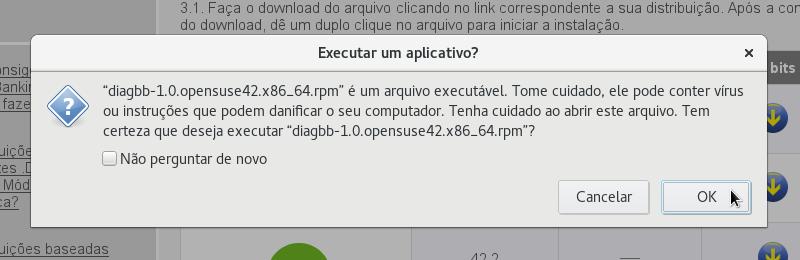 3.1. Faça o download do arquivo clicando no link correspondente a sua distribuição. Após a con
do download, dê um duplo clique no arquivo para iniciar a instalação.
Executar um aplicativo?
onsig
Bankin
faze
bits
“diagbb-1.0.opensuse42.x86_64.rpm” é um arquivo executável. Tome cuidado, ele pode conter vírus
ou instruções que podem danificar o seu computador. Tenha cuidado ao abrir este arquivo. Tem
certeza que deseja executar “diagbb-1.0.opensuse42.x86_64.rpm”?
Não perguntar de novo
uiçõe
tes .D
Mód
ca?
Cancelar
OK
uições baseadas
42.2